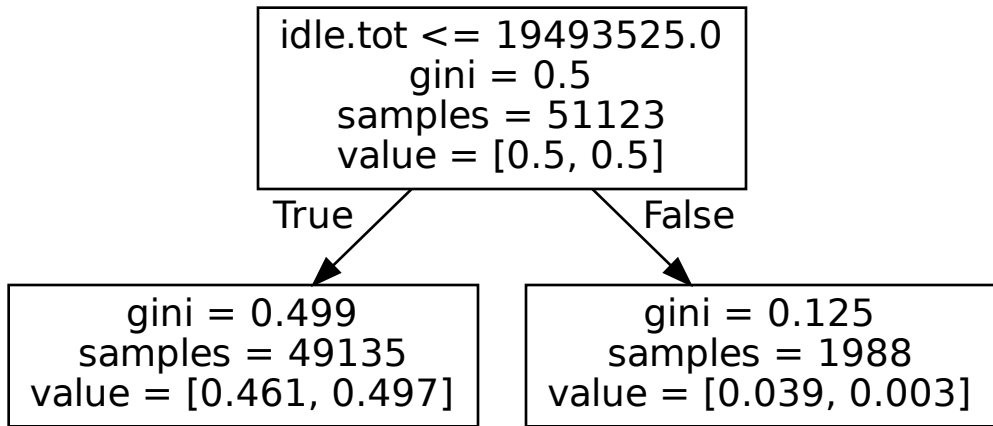 idle.tot <= 19493525.0
gini = 0.5
samples = 51123
value = [0.5, 0.5]
True
False
gini = 0.499
samples = 49135
value = [0.461, 0.497]
gini = 0.125
samples = 1988
value = [0.039, 0.003]